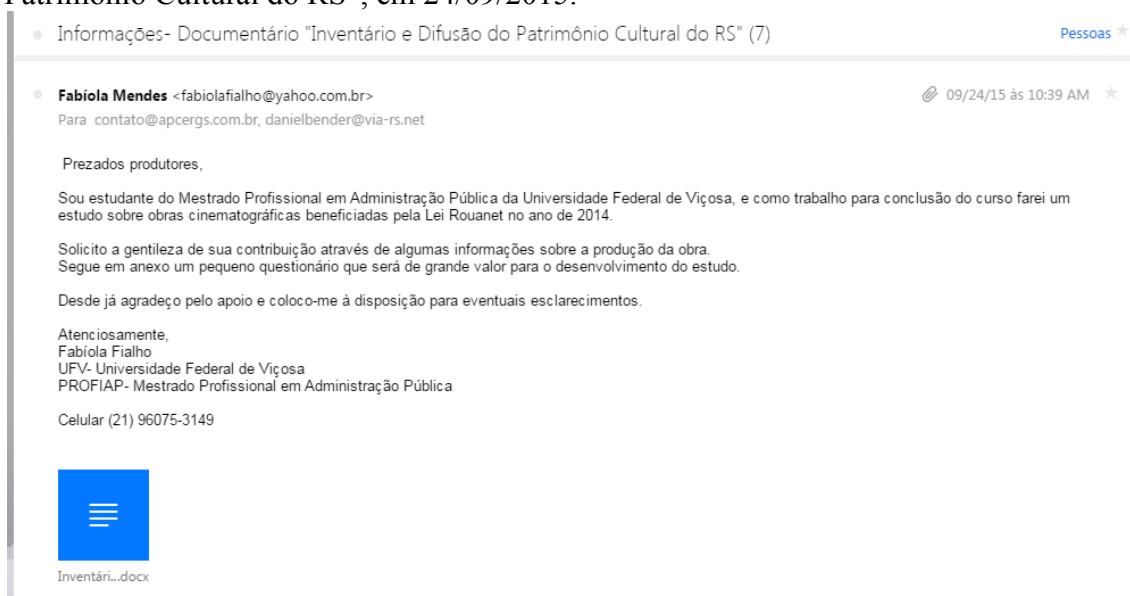 Patrimônio Cultural do RS", em 24/09/2015.
Informações- Documentário "Inventário e Difusão do Patrimônio Cultural do RS" (7)
Pessoas
Fabíola Mendes <fabiolafialho@yahoo.com.br>
09/24/15 às 10:39 AM
Para contato@apcergs.com.br, danielbender@via-rs.net
Prezados produtores,
Sou estudante do Mestrado Profissional em Administração Pública da Universidade Federal de Viçosa, e como trabalho para conclusão do curso farei um
estudo sobre obras cinematográficas beneficiadas pela Lei Rouanet no ano de 2014.
Solicito a gentileza de sua contribuição através de algumas informações sobre a produção da obra.
Segue em anexo um pequeno questionário que será de grande valor para o desenvolvimento do estudo.
Desde já agradeço pelo apoio e coloco-me à disposição para eventuais esclarecimentos.
Atenciosamente,
Fabíola Fialho
UFV- Universidade Federal de Viçosa
PROFIAP- Mestrado Profissional em Administração Pública
Celular (21) 96075-3149
Inventári...docx